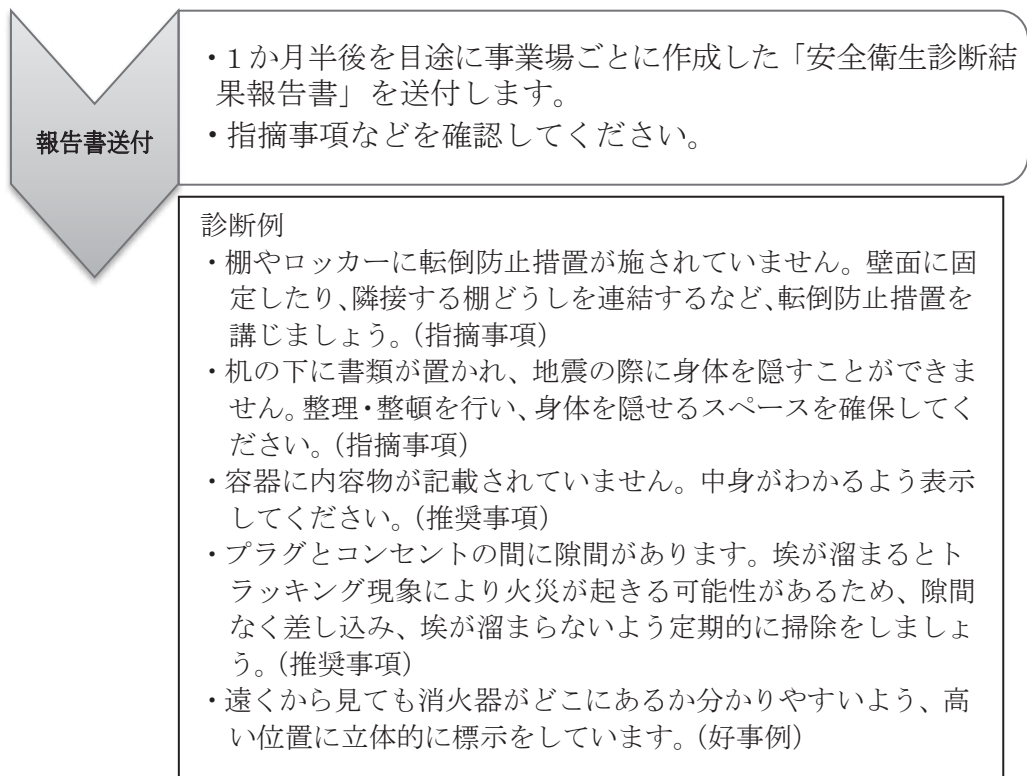 報告書送付
・1か月半後を目途に事業場ごとに作成した「安全衛生診断結
果報告書」を送付します。
・指摘事項などを確認してください。
診断例
・棚やロッカーに転倒防止措置が施されていません。壁面に固
定したり、隣接する棚どうしを連結するなど、転倒防止措置を
講じましょう。(指摘事項)
・机の下に書類が置かれ、地震の際に身体を隠すことができま
せん。整理・整頓を行い、身体を隠せるスペースを確保してく
ださい。(指摘事項)
・容器に内容物が記載されていません。中身がわかるよう表示
してください。(推奨事項)
・プラグとコンセントの間に隙間があります。埃が溜まるとト
ラッキング現象により火災が起きる可能性があるため、隙間
なく差し込み、埃が溜まらないよう定期的に掃除をしましょ
う。(推奨事項)
・遠くから見ても消火器がどこにあるか分かりやすいよう、高
い位置に立体的に標示をしています。(好事例)